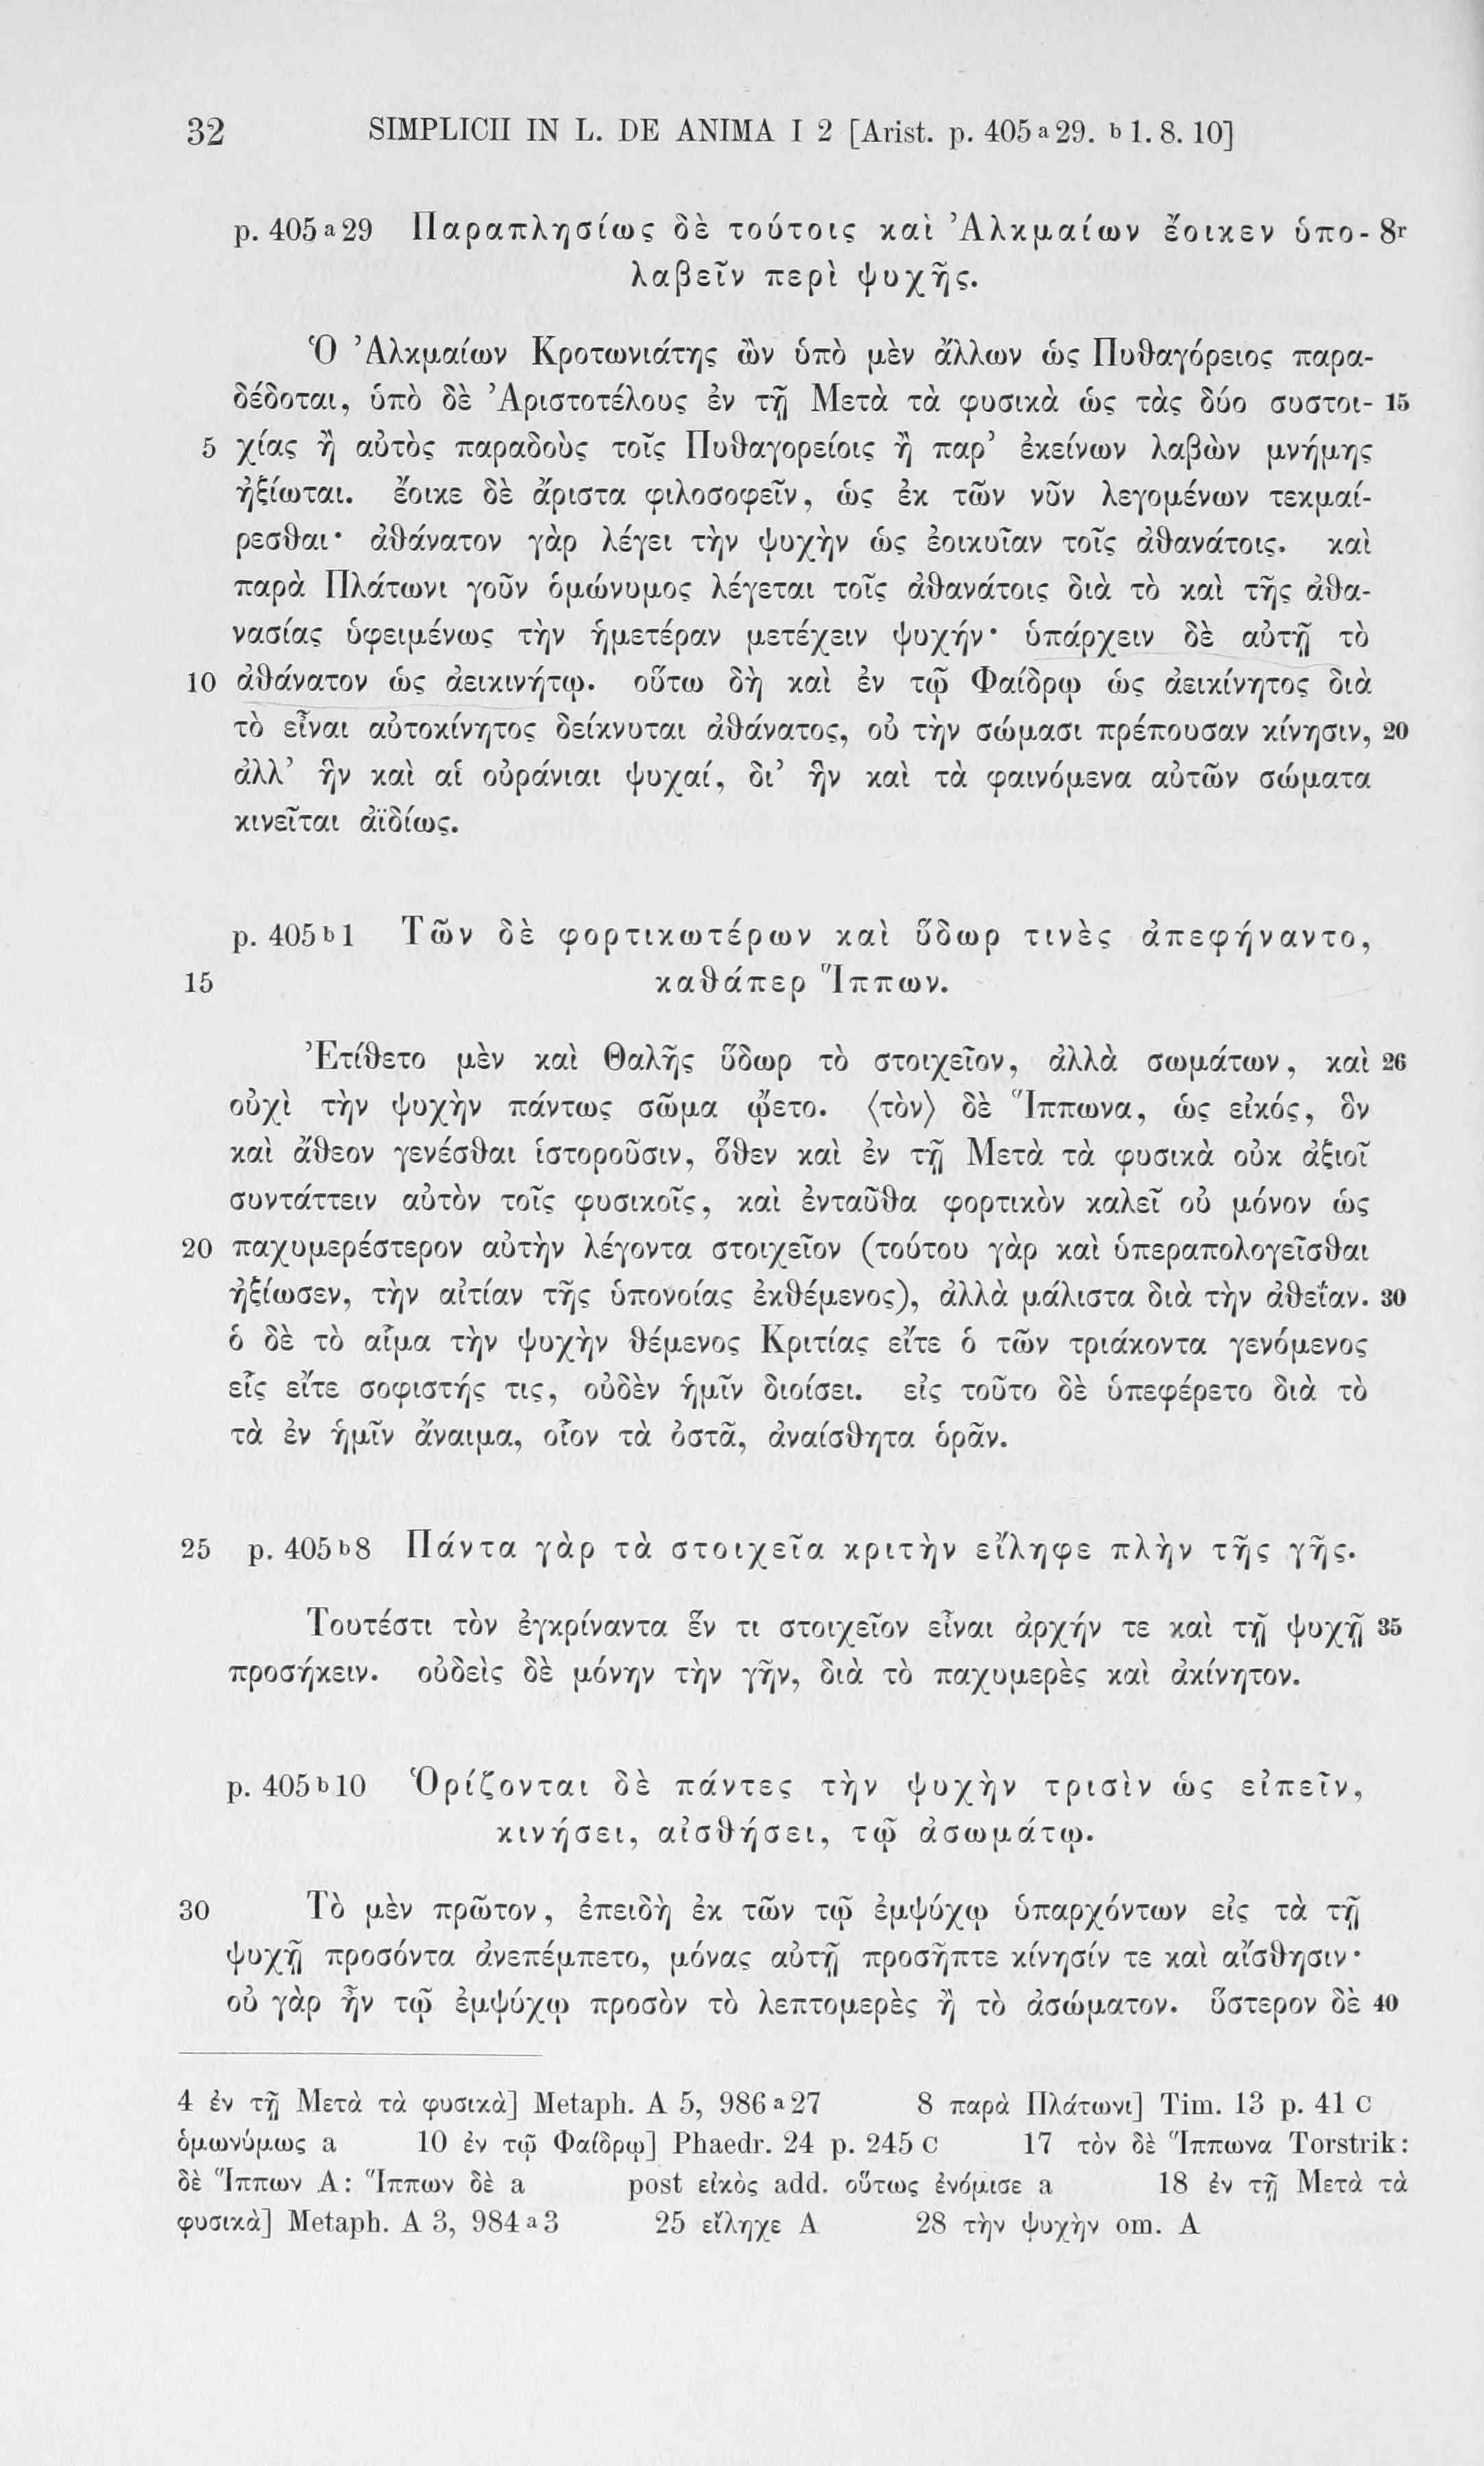 32 SIMPLICII IN L. DE ANIMA I 2 [Arist. p. 405 a 29. b 1. 8. 10]
p. 405 a 29 Παραπλησίως δὲ τούτοις καὶ Ἀλκμαίων ἔοικεν ὑπο- 8r
λαβεῖν περὶ ψυχῆς.
Ὁ Ἀλκμαίων Κροτωνιάτης ὢν ὑπὸ μὲν ἄλλων ὡς Πυθαγόρειος παρα-
δέδοται, ὑπὸ δὲ Ἀριστοτέλους ἐν τῇ Μετὰ τὰ φυσικὰ ὡς τὰς δύο συστοι- 15
5 χίας ἢ αὐτὸς παραδοὺς τοῖς Πυθαγορείοις ἢ παρ’ ἐκείνων λαβὼν μνήμης
ἠξίωται. ἔοικε δὲ ἄριστα φιλοσοφεῖν, ὡς ἐκ τῶν νῦν λεγομένων τεκμαί-
ρεσθαι· ἀθάνατον γὰρ λέγει τὴν ψυχὴν ὡς ἐοικυῖαν τοῖς ἀθανάτοις. καὶ
παρὰ Πλάτωνι γοῦν ὁμώνυμος λέγεται τοῖς ἀθανάτοις διὰ τὸ καὶ τῆς ἀθα-
νασίας ὑφειμένως τὴν ἡμετέραν μετέχειν ψυχήν· ὑπάρχειν δὲ αὐτῇ τὸ
10 ἀθάνατον ὡς ἀεικινήτῳ. οὕτω δὴ καὶ ἐν τῷ Φαίδρῳ ὡς ἀεικίνητος διὰ
τὸ εἶναι αὐτοκίνητος δείκνυται ἀθάνατος, οὐ τὴν σώμασι πρέπουσαν κίνησιν, 20
ἀλλ’ ἣν καὶ αἱ οὐράνιαι ψυχαί, δι’ ἣν καὶ τὰ φαινόμενα αὐτῶν σώματα
κινεῖται ἀϊδίως.
p. 405 b 1 Τῶν δὲ φορτικωτέρων καὶ ὕδωρ τινὲς ἀπεφήναντο,
15 καθάπερ Ἵππων.
Ἐτίθετο μὲν καὶ Θαλῆς ὕδωρ τὸ στοιχεῖον, ἀλλὰ σωμάτων, καὶ 26
οὐχὶ τὴν ψυχὴν πάντως σῶμα ᾤετο. ⟨τὸν⟩ δὲ Ἵππωνα, ὡς εἰκός, ὃν
καὶ ἄθεον γενέσθαι ἱστοροῦσιν, ὅθεν καὶ ἐν τῇ Μετὰ τὰ φυσικὰ οὐκ ἀξιοῖ
συντάττειν αὐτὸν τοῖς φυσικοῖς, καὶ ἐνταῦθα φορτικὸν καλεῖ οὐ μόνον ὡς
20 παχυμερέστερον αὐτὴν λέγοντα στοιχεῖον (τούτου γὰρ καὶ ὑπεραπολογεῖσθαι
ἠξίωσεν, τὴν αἰτίαν τῆς ὑπονοίας ἐκθέμενος), ἀλλὰ μάλιστα διὰ τὴν ἀθεΐαν. 30
ὁ δὲ τὸ αἷμα τὴν ψυχὴν θέμενος Κριτίας εἴτε ὁ τῶν τριάκοντα γενόμενος
εἷς εἴτε σοφιστής τις, οὐδὲν ἡμῖν διοίσει. εἰς τοῦτο δὲ ὑπεφέρετο διὰ τὸ
τὰ ἐν ἡμῖν ἄναιμα, οἷον τὰ ὀστᾶ, ἀναίσθητα ὁρᾶν.
25 p. 405 b 8 Πάντα γὰρ τὰ στοιχεῖα κριτὴν εἴληφε πλὴν τῆς γῆς.
Τουτέστι τὸν ἐγκρίναντα ἕν τι στοιχεῖον εἶναι ἀρχήν τε καὶ τῇ ψυχῇ 35
προσήκειν. οὐδεὶς δὲ μόνην τὴν γῆν, διὰ τὸ παχυμερὲς καὶ ἀκίνητον.
p. 405 b 10 Ὁρίζονται δὲ πάντες τὴν ψυχὴν τρισὶν ὡς εἰπεῖν,
κινήσει, αἰσθήσει, τῷ ἀσωμάτῳ.
30 Τὸ μὲν πρῶτον, ἐπειδὴ ἐκ τῶν τῷ ἐμψύχῳ ὑπαρχόντων εἰς τὰ τῇ
ψυχῇ προσόντα ἀνεπέμπετο, μόνας αὐτῇ προσῆπτε κίνησίν τε καὶ αἴσθησιν·
οὐ γὰρ ἦν τῷ ἐμψύχῳ προσὸν τὸ λεπτομερὲς ἢ τὸ ἀσώματον. ὕστερον δὲ 40
4 ἐν τῇ Μετὰ τὰ φυσικὰ] Metaph. A 5, 986 a 27 8 παρὰ Πλάτωνι] Tim. 13 p. 41 C
ὁμωνύμως a 10 ἐν τῷ Φαίδρῳ] Phaedr. 24 p. 245 C 17 τὸν δὲ Ἵππωνα Torstrik:
δὲ Ἵππων A: Ἵππων δὲ a post εἰκὸς add. οὕτως ἐνόμισε a 18 ἐν τῇ Μετὰ τὰ
φυσικὰ] Metaph. A 3, 984 a 3 25 εἴληχε A 28 τὴν ψυχὴν om. A